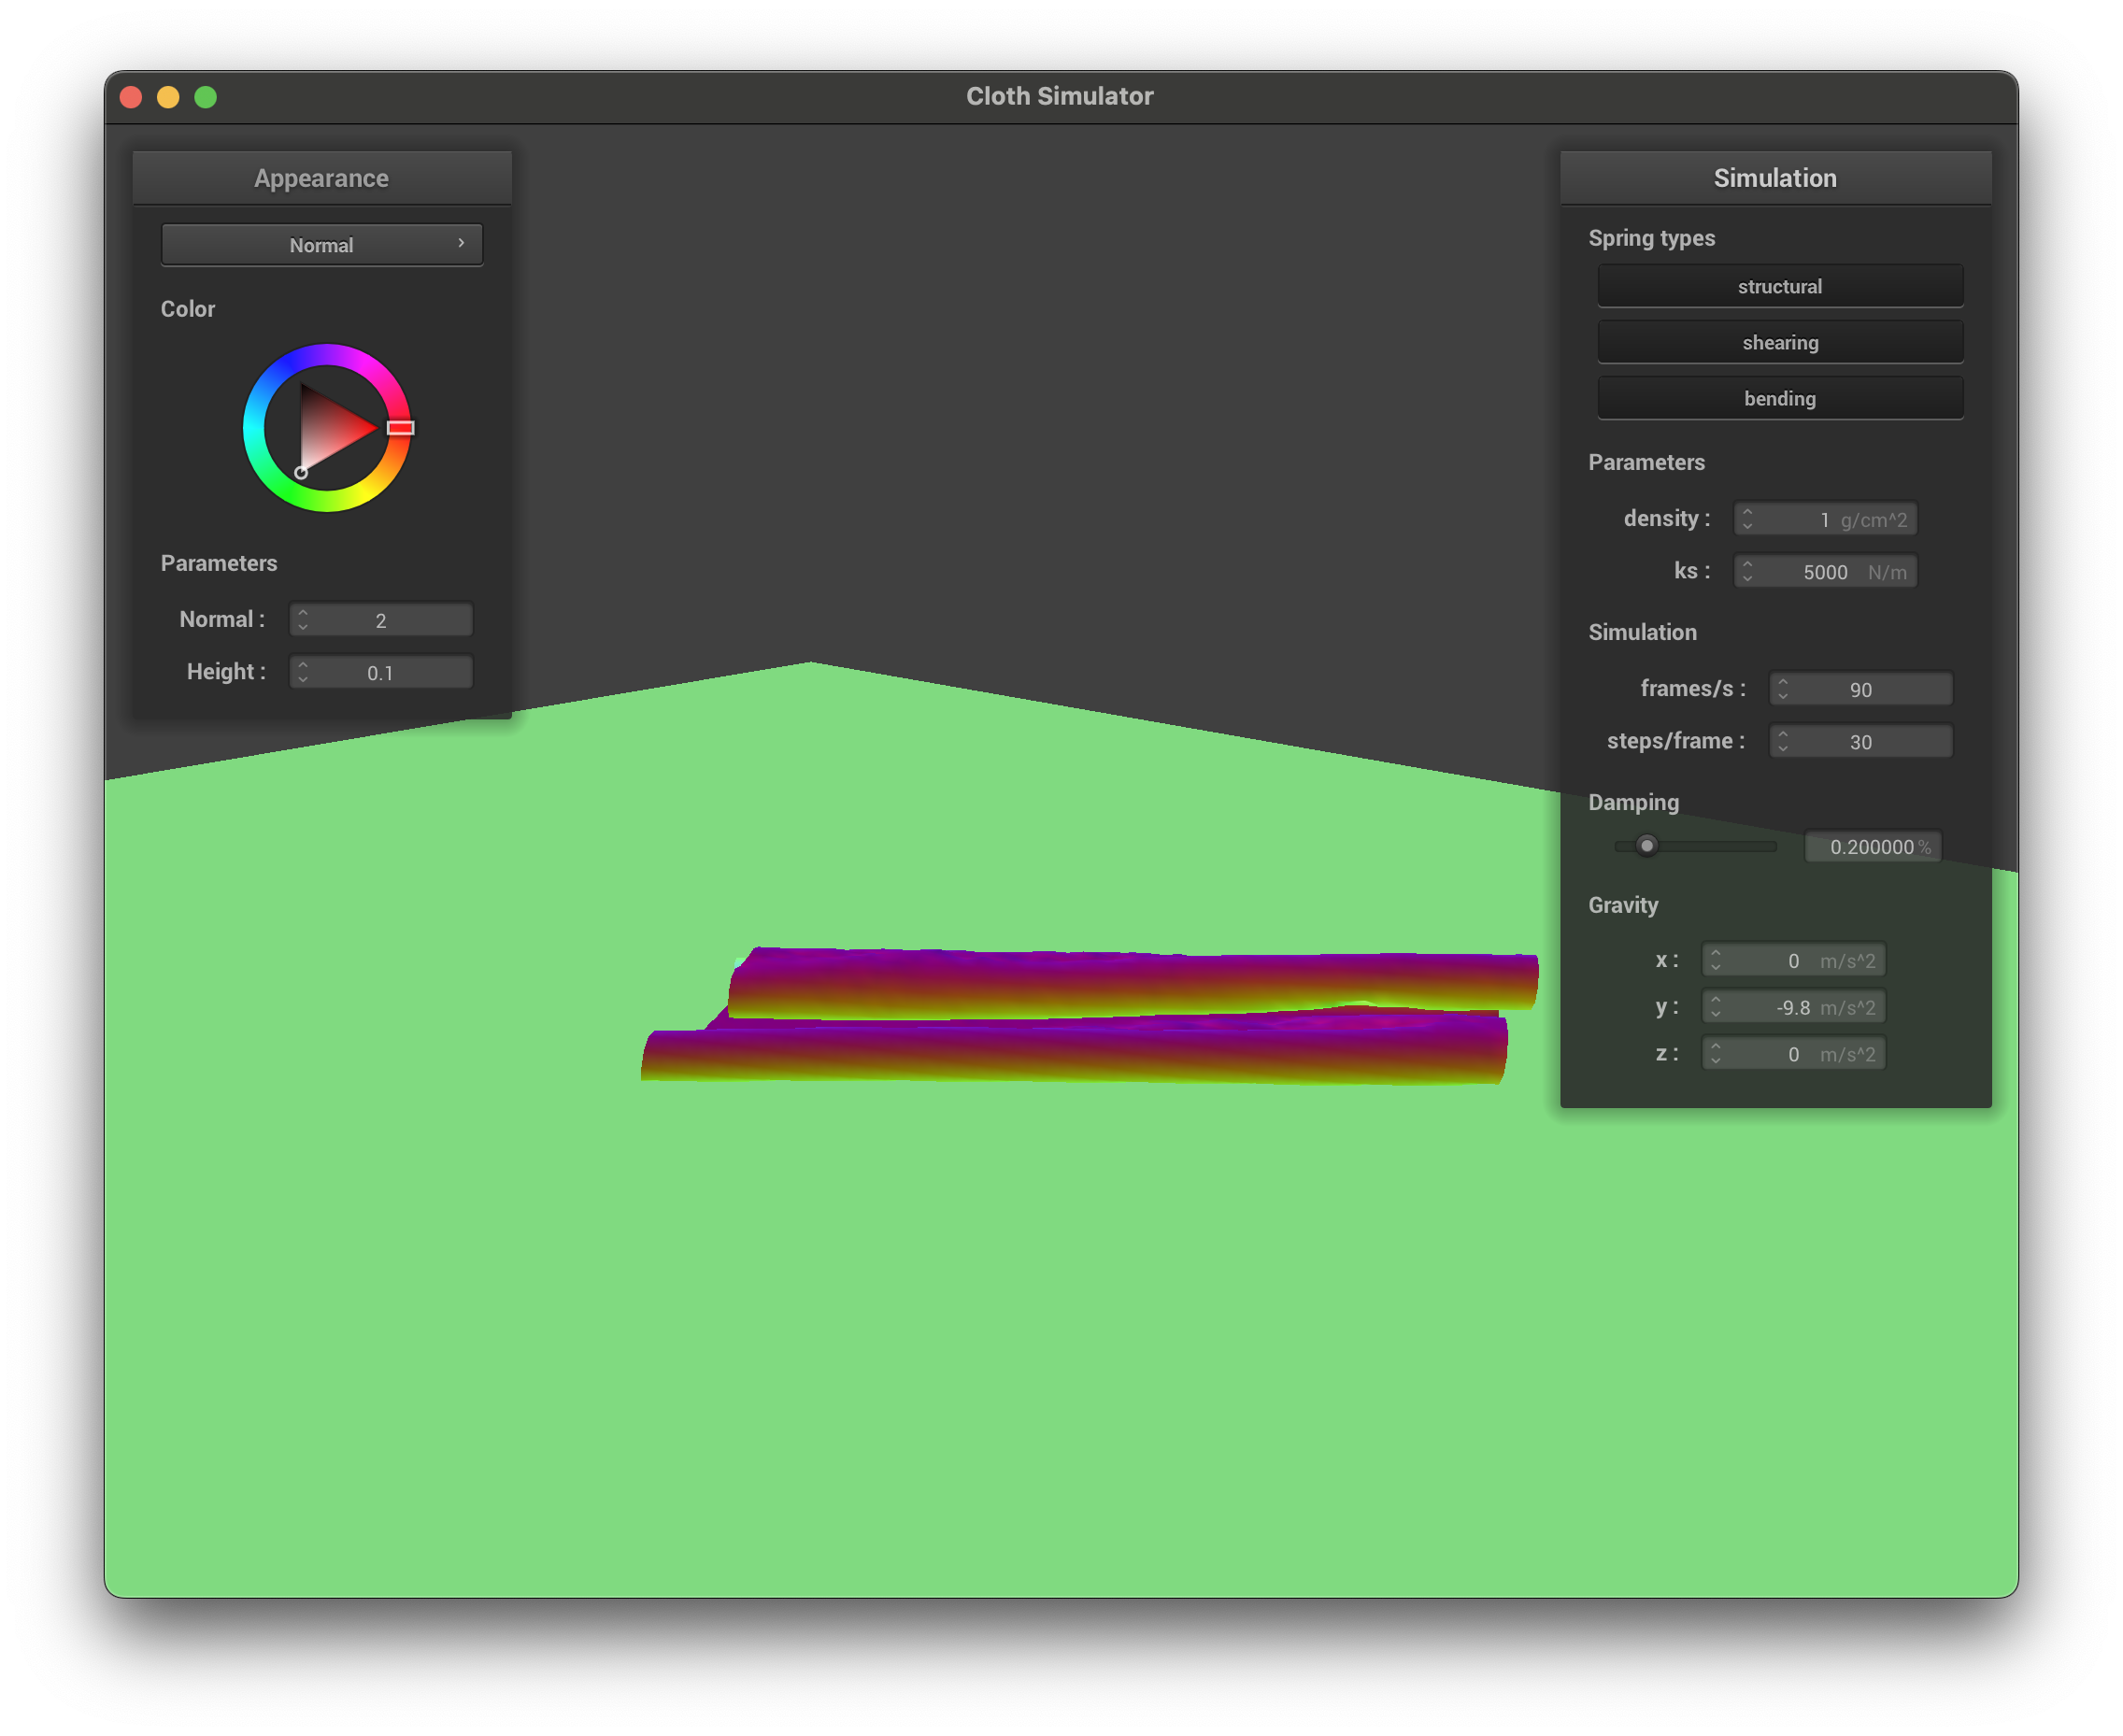 Cloth Simulator
Appearance
Normal
Color
Parameters
Normal : 2
Height : 0.1
Simulation
Spring types
structural
shearing
bending
Parameters
density : 1 g/cm^2
ks : 5000 N/m
Simulation
frames/s : 90
steps/frame : 30
Damping
0.200000 %
Gravity
x : 0 m/s^2
y : -9.8 m/s^2
z : 0 m/s^2